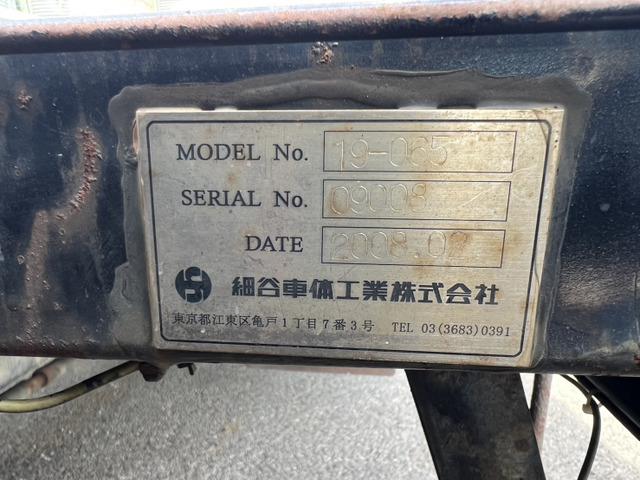 MODEL No. 19-065
SERIAL No. 09008
DATE 2008.02
細谷車体工業株式会社
東京都江東区亀戸1丁目7番3号 TEL 03(3683)0391